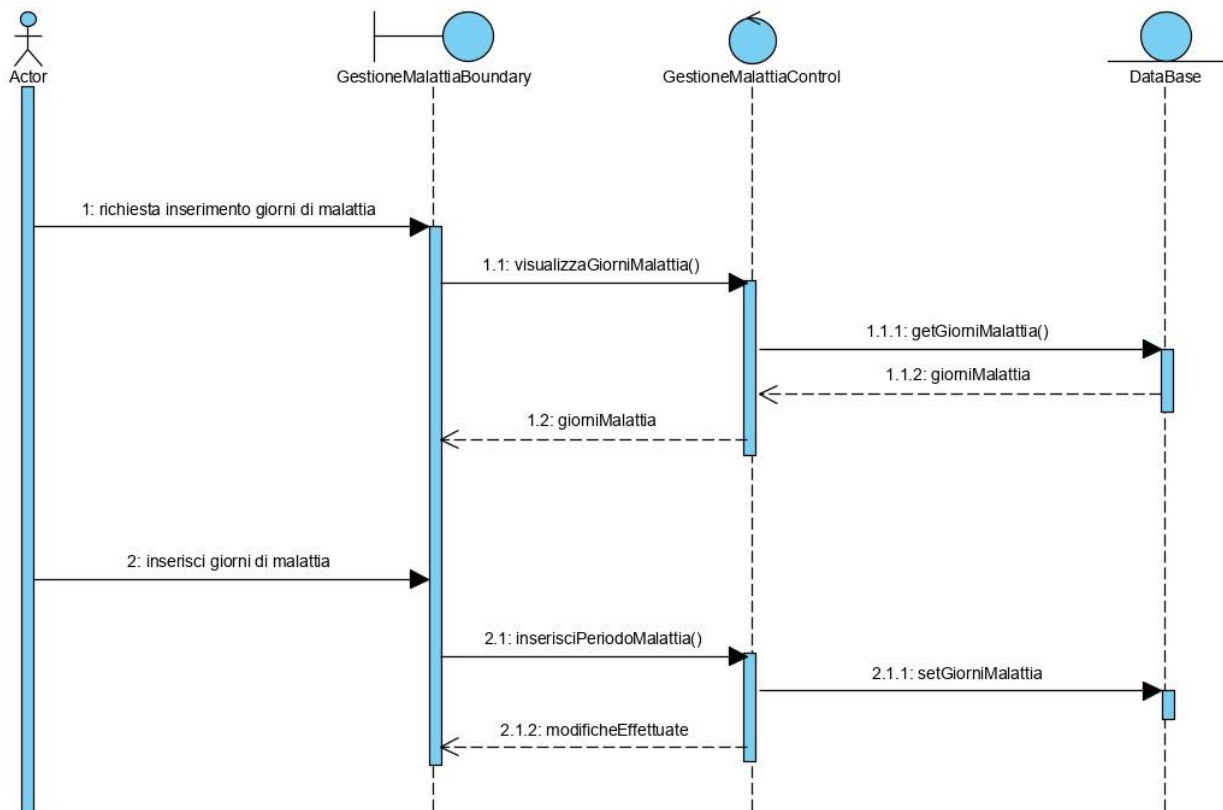 Actor
GestioneMalattiaBoundary
GestioneMalattiaControl
DataBase
1: richiesta inserimento giorni di malattia
1.1: visualizzaGiorniMalattia()
1.1.1: getGiorniMalattia()
1.1.2: giorniMalattia
1.2: giorniMalattia
2: inserisci giorni di malattia
2.1: inserisciPeriodoMalattia()
2.1.1: setGiorniMalattia
2.1.2: modificheEffettuate